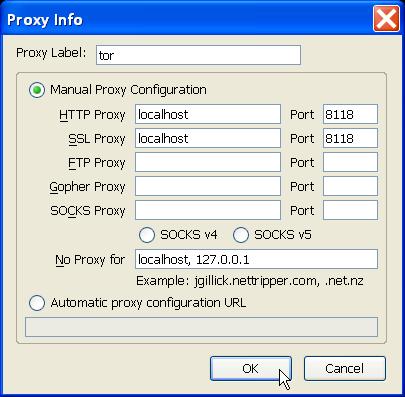 Proxy Info
Proxy Label: tor
Manual Proxy Configuration
HTTP Proxy localhost Port 8118
SSL Proxy localhost Port 8118
FTP Proxy Port
Gopher Proxy Port
SOCKS Proxy Port
SOCKS v4 SOCKS v5
No Proxy for localhost, 127.0.0.1
Example: jgillick.nettripper.com, .net.nz
Automatic proxy configuration URL
OK Cancel